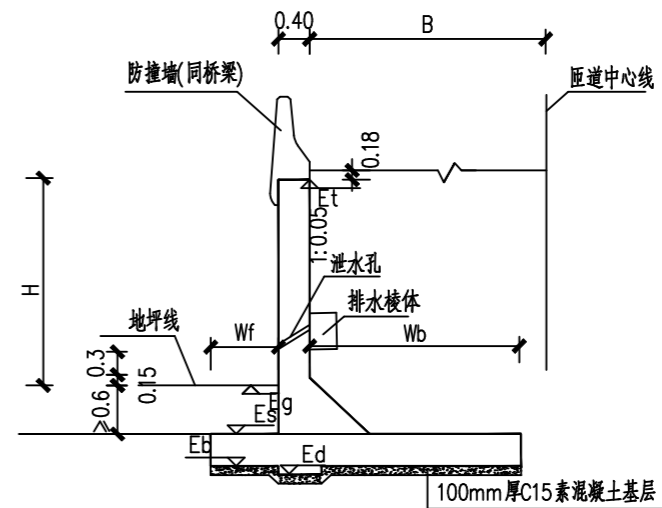 0.40
B
防撞墙(同桥梁)
匝道中心线
0.18
Et
1:0.05
H
泄水孔
排水棱体
地坪线
Wf
Wb
0.3
0.15
≥0.6
Eg
Es
Eb
Ed
100mm厚C15素混凝土基层